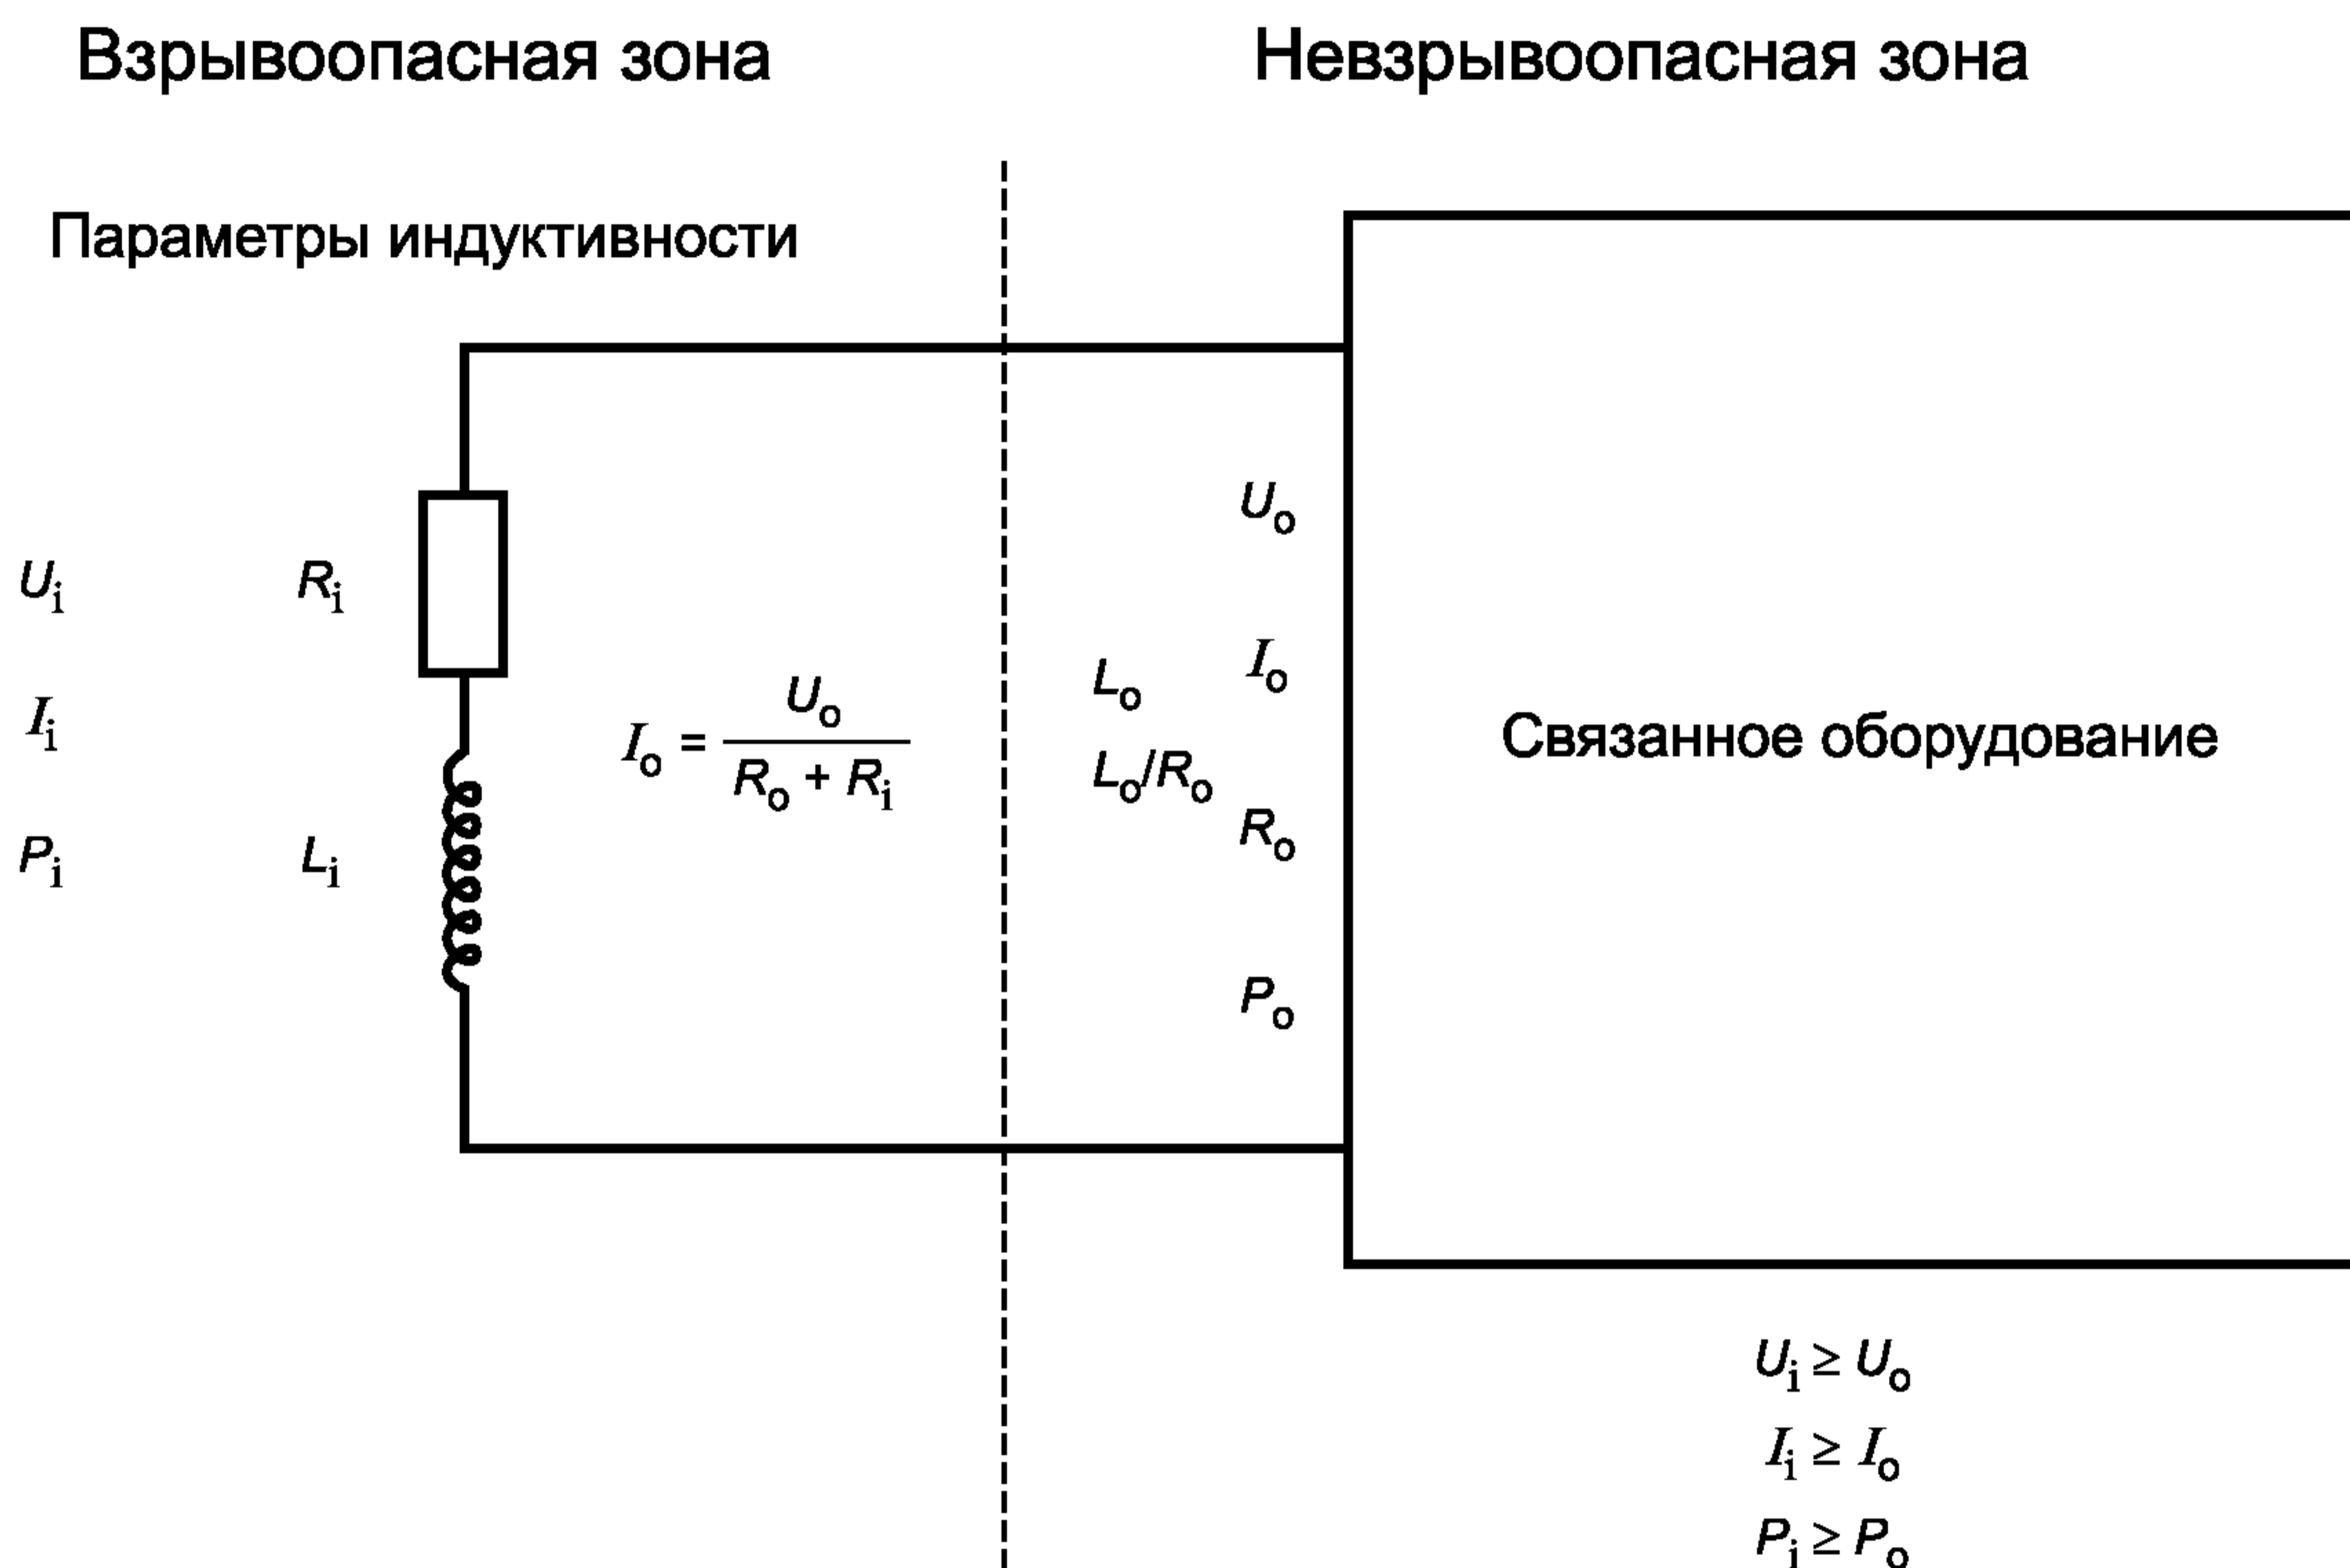 Взрывоопасная зона
Невзрывоопасная зона
Параметры индуктивности
Uo
Ui
Ri
Io
Lo
Ii
Io = Uo / (Ro + Ri)
Связанное оборудование
Lo/Ro
Ro
Pi
Li
Po
Ui ≥ Uo
Ii ≥ Io
Pi ≥ Po